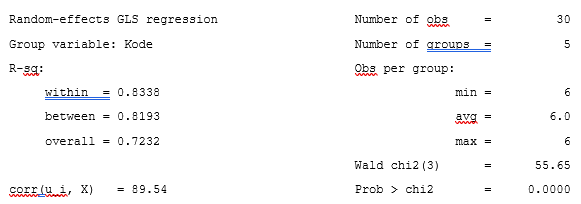 Random-effects GLS regression Number of obs = 30
Group variable: Kode Number of groups = 5
R-sq: Obs per group:
within = 0.8338 min = 6
between = 0.8193 avg = 6.0
overall = 0.7232 max = 6
Wald chi2(3) = 55.65
corr(u_i, X) = 89.54 Prob > chi2 = 0.0000